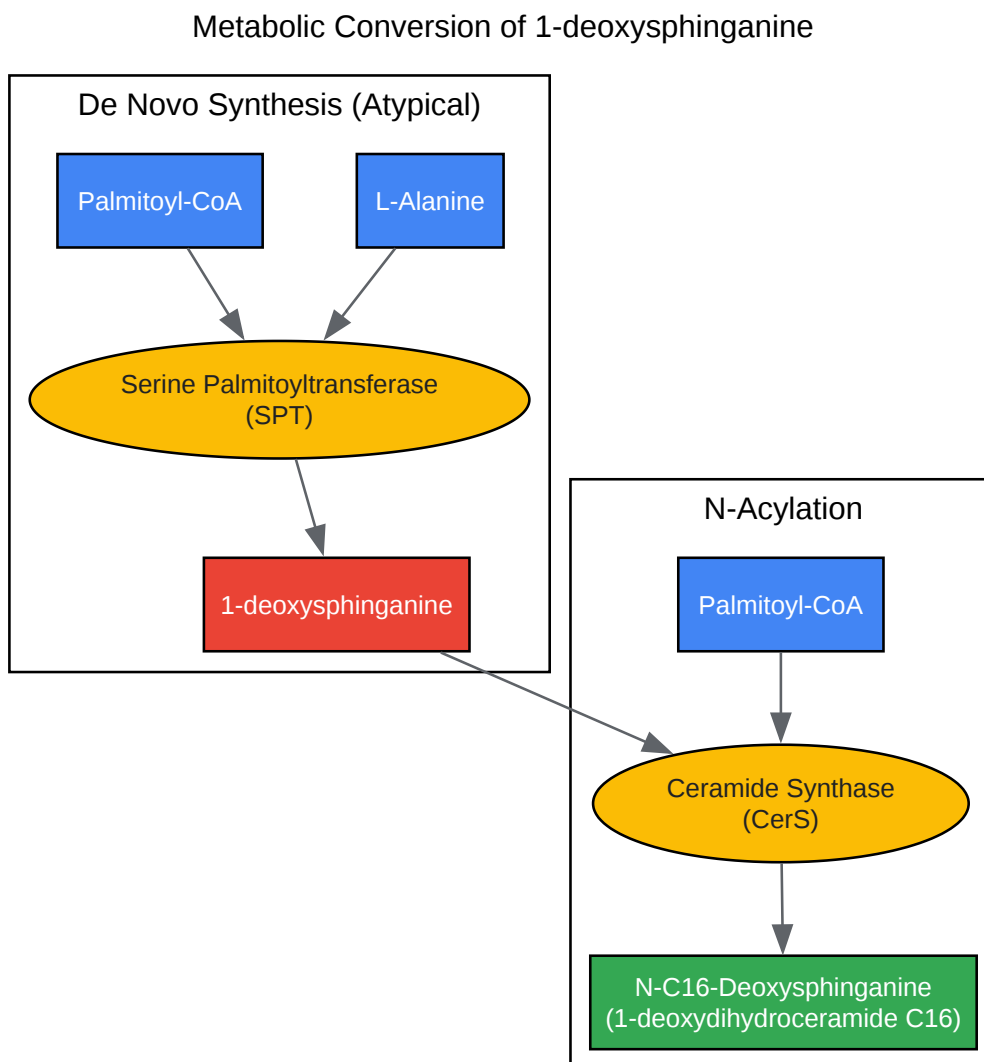 Metabolic Conversion of 1-deoxysphinganine
De Novo Synthesis (Atypical)
Palmitoyl-CoA
L-Alanine
Serine Palmitoyltransferase
(SPT)
1-deoxysphinganine
N-Acylation
Palmitoyl-CoA
Ceramide Synthase
(CerS)
N-C16-Deoxysphinganine
(1-deoxydihydroceramide C16)